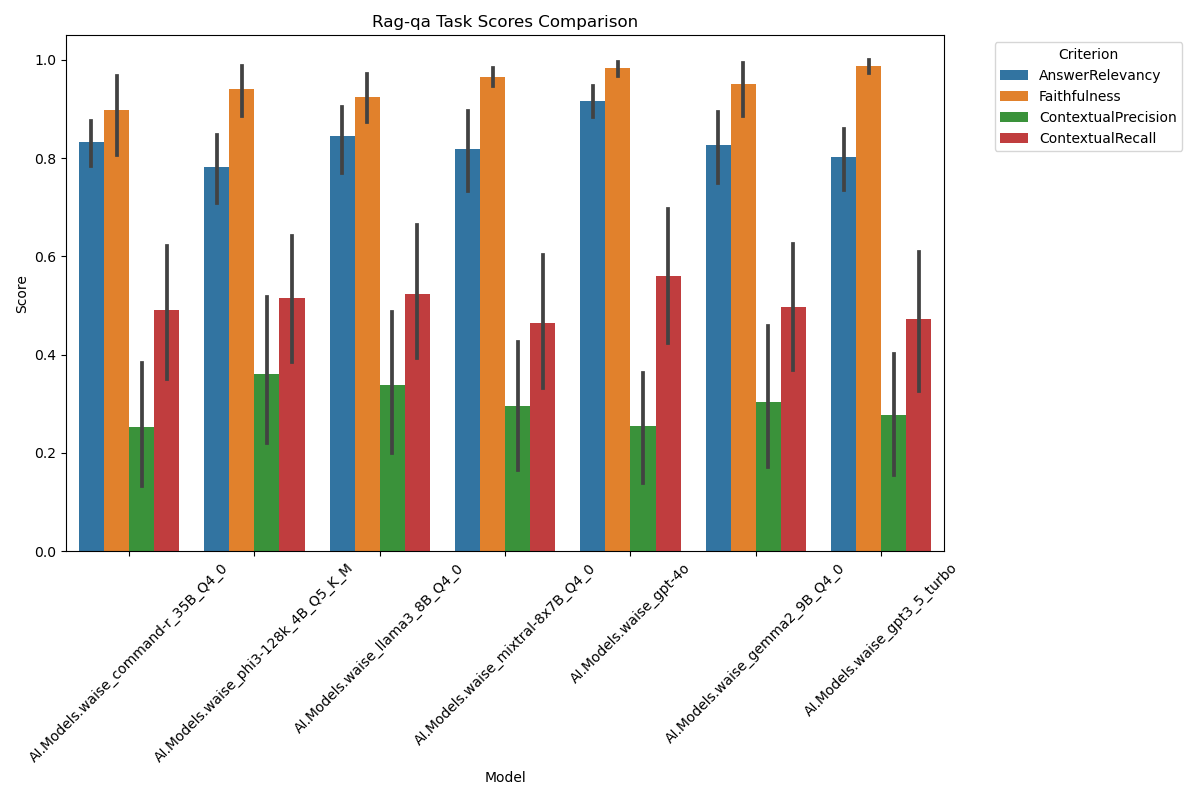 Rag-qa Task Scores Comparison
Criterion
AnswerRelevancy
Faithfulness
ContextualPrecision
ContextualRecall
Score
1.0
0.8
0.6
0.4
0.2
0.0
AI.Models.waise_command-r_35B_Q4_0
AI.Models.waise_phi3-128k_4B_Q5_K_M
AI.Models.waise_llama3_8B_Q4_0
AI.Models.waise_mixtral-8x7B_Q4_0
AI.Models.waise_gpt-4o
AI.Models.waise_gemma2_9B_Q4_0
AI.Models.waise_gpt3_5_turbo
Model